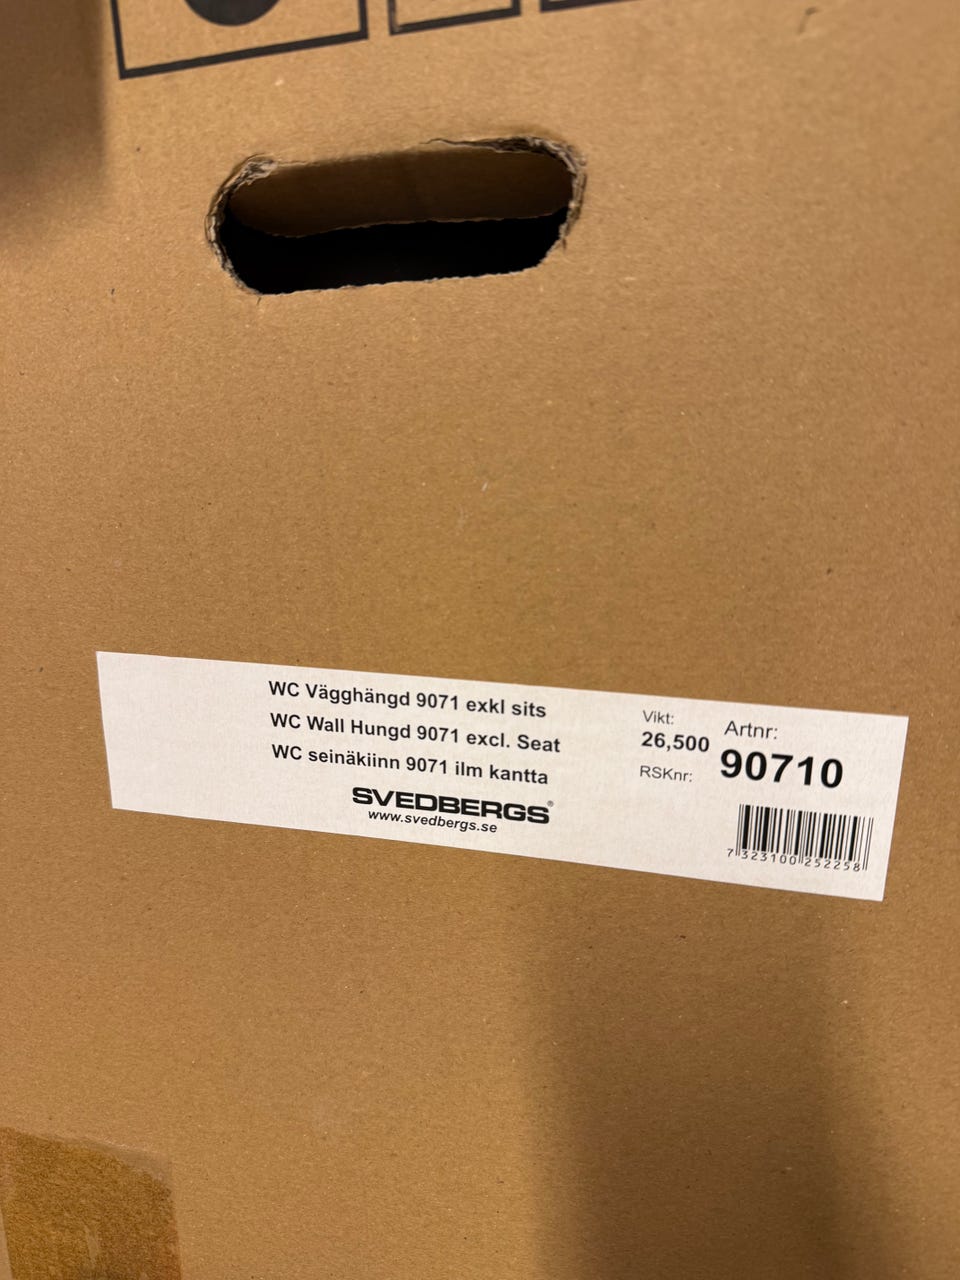 WC Vägghängd 9071 exkl sits
WC Wall Hungd 9071 excl. Seat
WC seinäkiinn 9071 ilm kantta
SVEDBERGS®
www.svedbergs.se
Vikt:
26,500
RSKnr:
Artnr:
90710
7 323100 252258